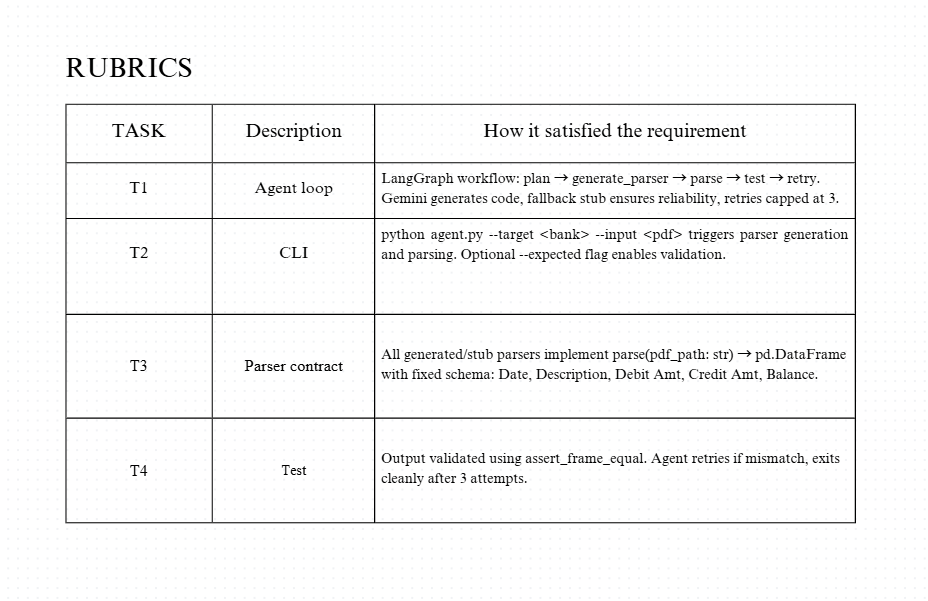 RUBRICS
TASK Description How it satisfied the requirement
T1 Agent loop LangGraph workflow: plan → generate_parser → parse → test → retry.
Gemini generates code, fallback stub ensures reliability, retries capped at 3.
T2 CLI python agent.py --target <bank> --input <pdf> triggers parser generation
and parsing. Optional --expected flag enables validation.
T3 Parser contract All generated/stub parsers implement parse(pdf_path: str) → pd.DataFrame
with fixed schema: Date, Description, Debit Amt, Credit Amt, Balance.
T4 Test Output validated using assert_frame_equal. Agent retries if mismatch, exits
cleanly after 3 attempts.